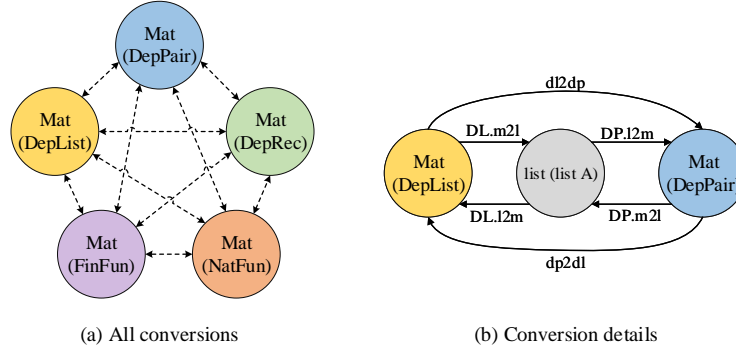 Mat
(DepPair)
Mat
(DepList)
Mat
(DepRec)
Mat
(FinFun)
Mat
(NatFun)
(a) All conversions
dl2dp
DL.m2l
DP.l2m
Mat
(DepList)
list (list A)
Mat
(DepPair)
DL.l2m
DP.m2l
dp2dl
(b) Conversion details